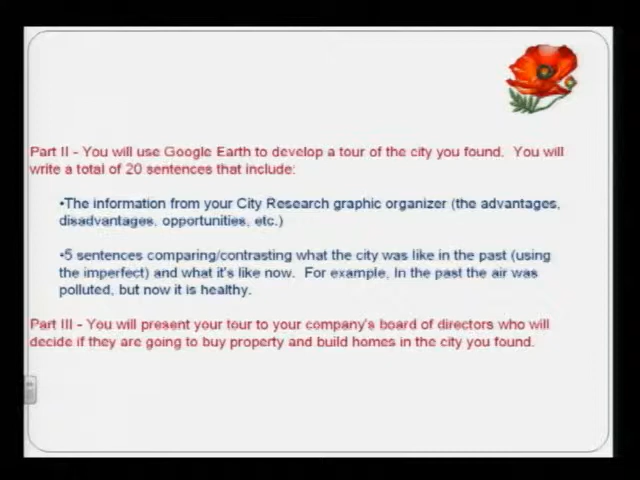 Part II - You will use Google Earth to develop a tour of the city you found.  You will
write a total of 20 sentences that include:
•The information from your City Research graphic organizer (the advantages,
disadvantages, opportunities, etc.)
•5 sentences comparing/contrasting what the city was like in the past (using
the imperfect) and what it's like now.  For example, In the past the air was
polluted, but now it is healthy.
Part III - You will present your tour to your company's board of directors who will
decide if they are going to buy property and build homes in the city you found.